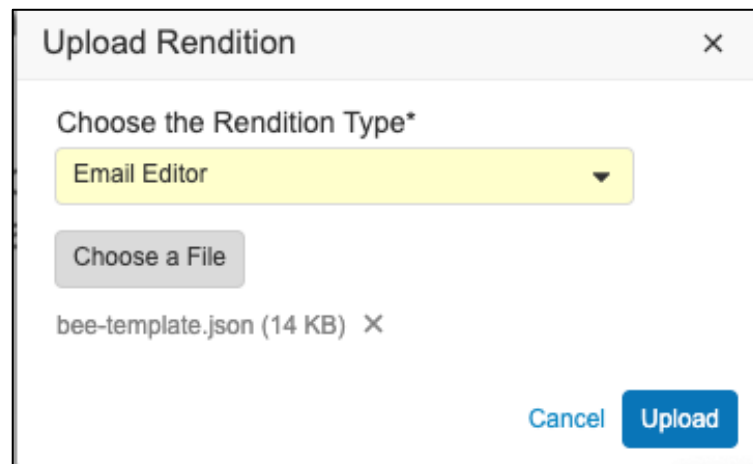 Upload Rendition ×
Choose the Rendition Type*
Email Editor
Choose a File
bee-template.json (14 KB) ×
Cancel Upload